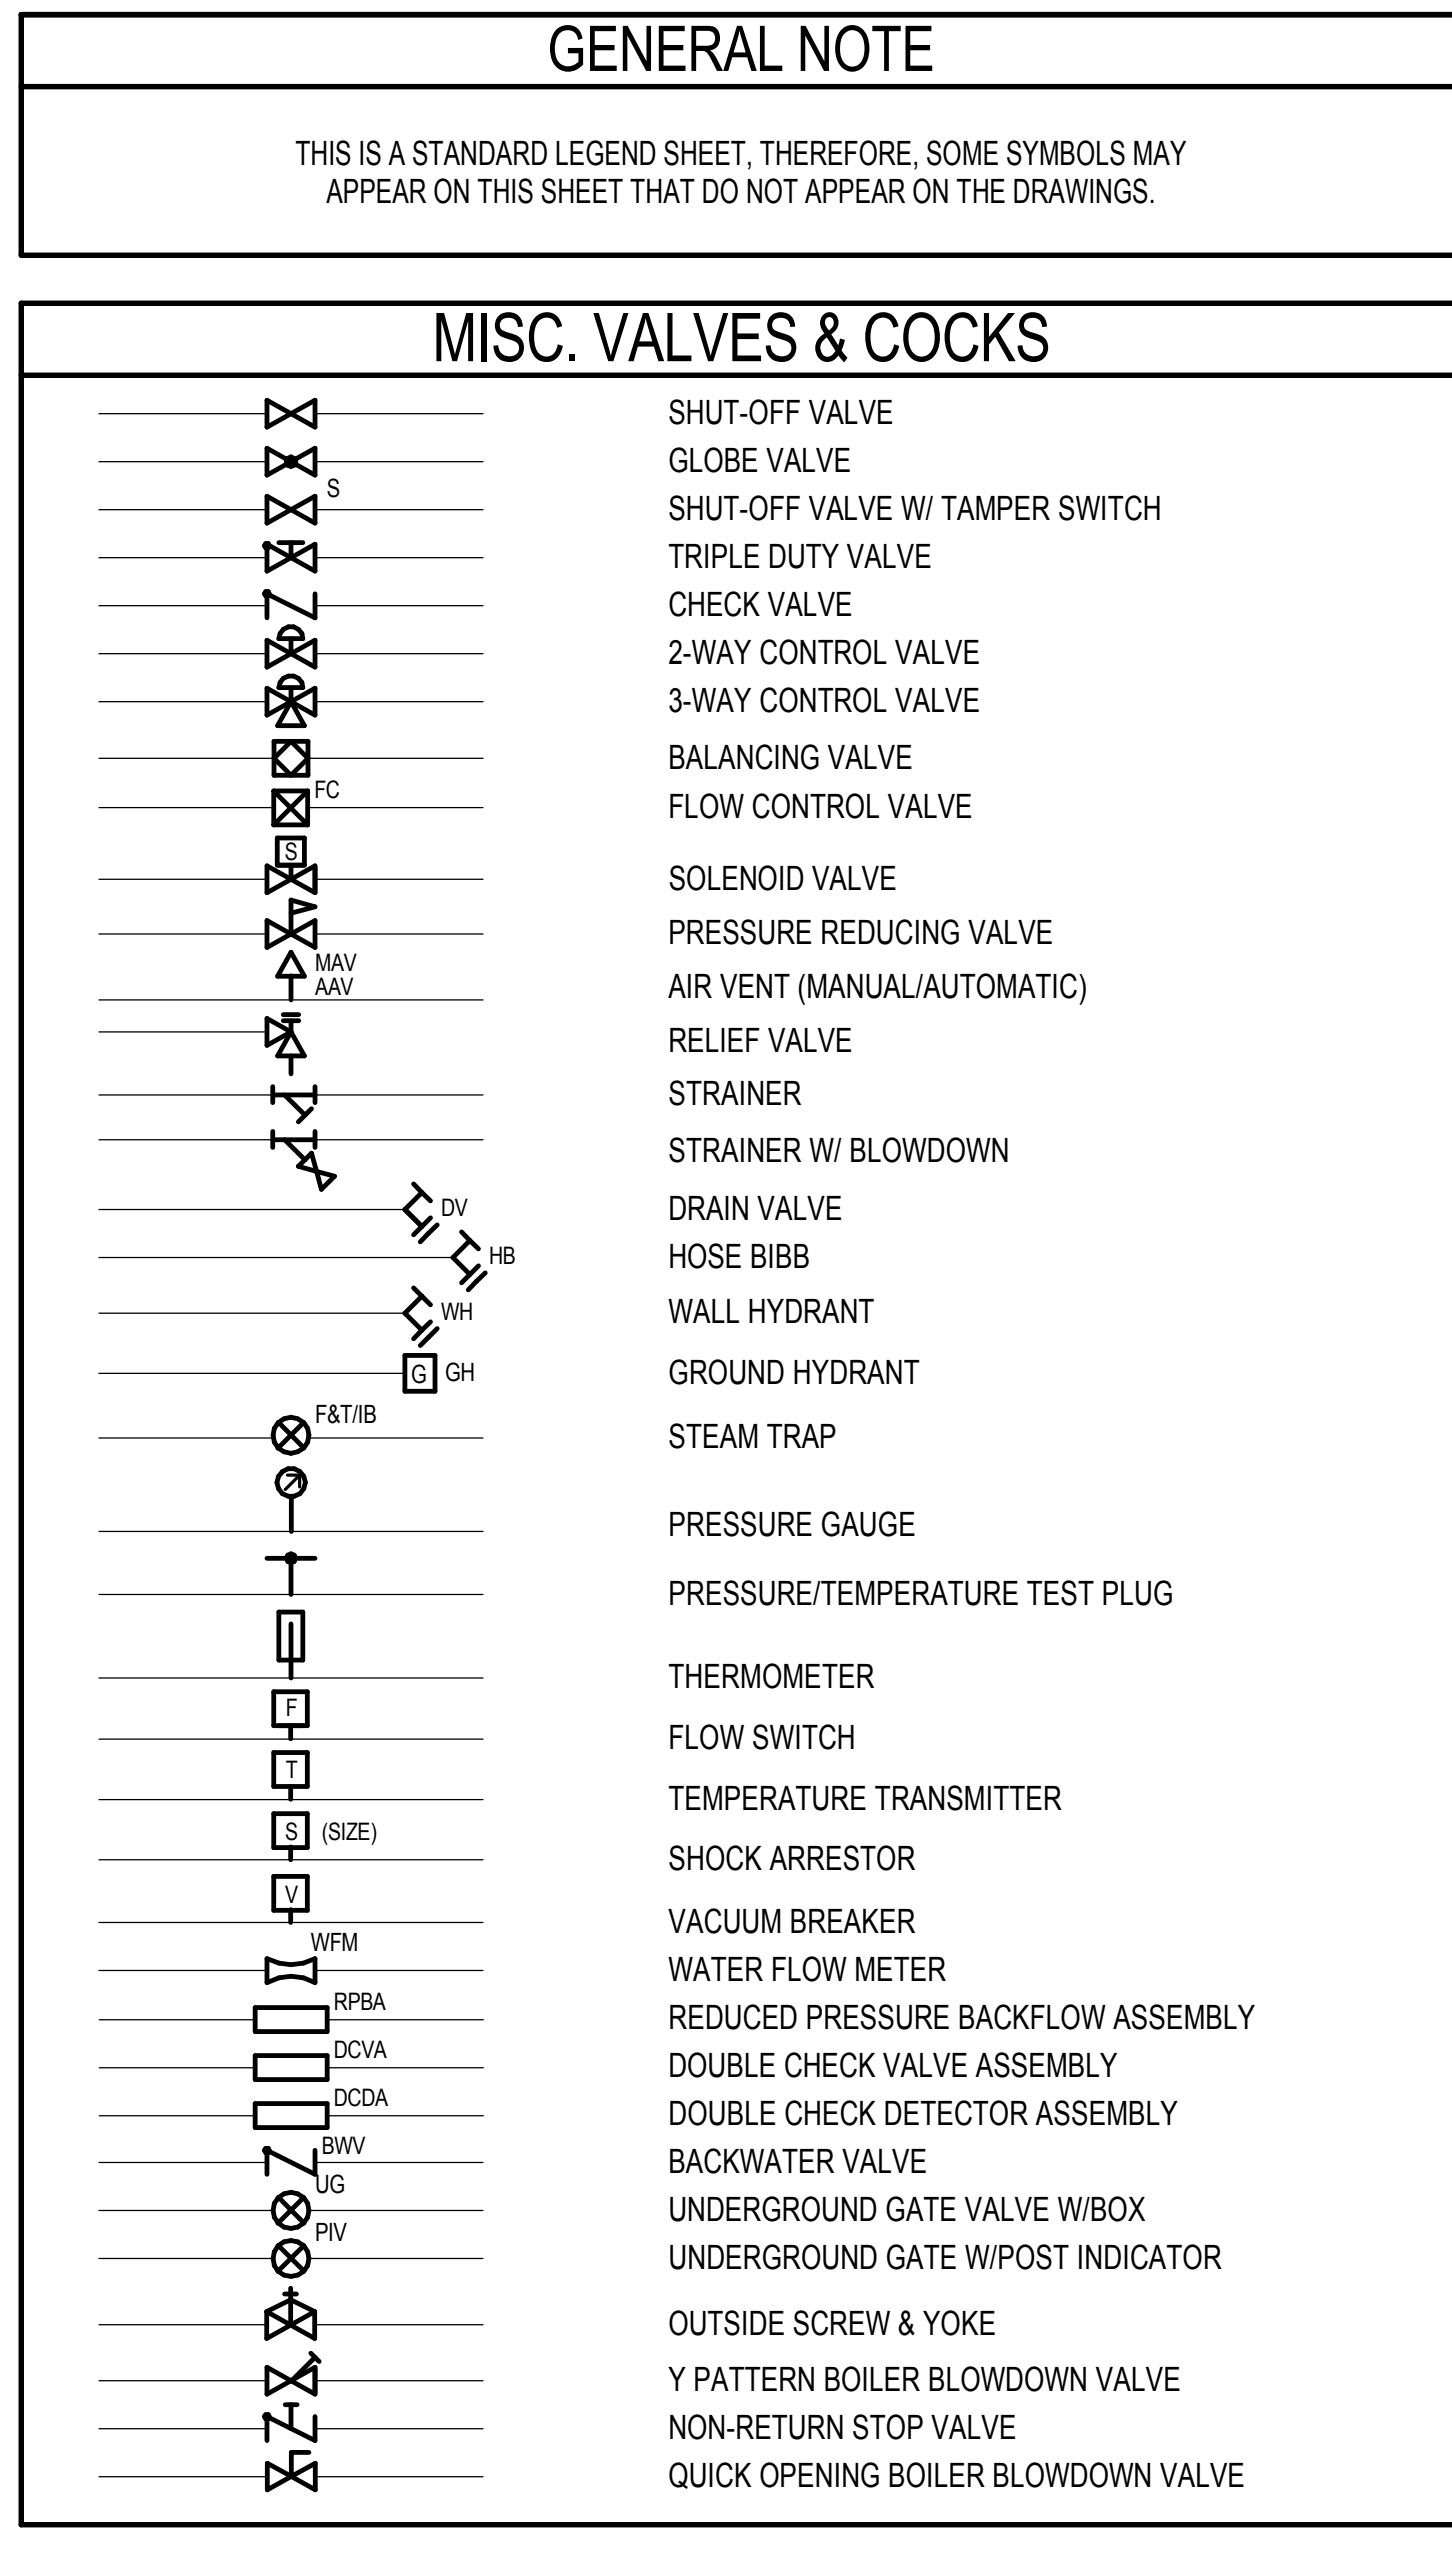 GENERAL NOTE
THIS IS A STANDARD LEGEND SHEET, THEREFORE, SOME SYMBOLS MAY
APPEAR ON THIS SHEET THAT DO NOT APPEAR ON THE DRAWINGS.
MISC. VALVES & COCKS
SHUT-OFF VALVE
GLOBE VALVE
S
SHUT-OFF VALVE W/ TAMPER SWITCH
TRIPLE DUTY VALVE
CHECK VALVE
2-WAY CONTROL VALVE
3-WAY CONTROL VALVE
BALANCING VALVE
FC
FLOW CONTROL VALVE
S
SOLENOID VALVE
PRESSURE REDUCING VALVE
MAV
AAV
AIR VENT (MANUAL/AUTOMATIC)
RELIEF VALVE
STRAINER
STRAINER W/ BLOWDOWN
DV
DRAIN VALVE
HB
HOSE BIBB
WH
WALL HYDRANT
G GH
GROUND HYDRANT
F&T/IB
STEAM TRAP
PRESSURE GAUGE
PRESSURE/TEMPERATURE TEST PLUG
THERMOMETER
F
FLOW SWITCH
T
TEMPERATURE TRANSMITTER
S (SIZE)
SHOCK ARRESTOR
V
VACUUM BREAKER
WFM
WATER FLOW METER
RPBA
REDUCED PRESSURE BACKFLOW ASSEMBLY
DCVA
DOUBLE CHECK VALVE ASSEMBLY
DCDA
DOUBLE CHECK DETECTOR ASSEMBLY
BWV
BACKWATER VALVE
UG
UNDERGROUND GATE VALVE W/BOX
PIV
UNDERGROUND GATE W/POST INDICATOR
OUTSIDE SCREW & YOKE
Y PATTERN BOILER BLOWDOWN VALVE
NON-RETURN STOP VALVE
QUICK OPENING BOILER BLOWDOWN VALVE